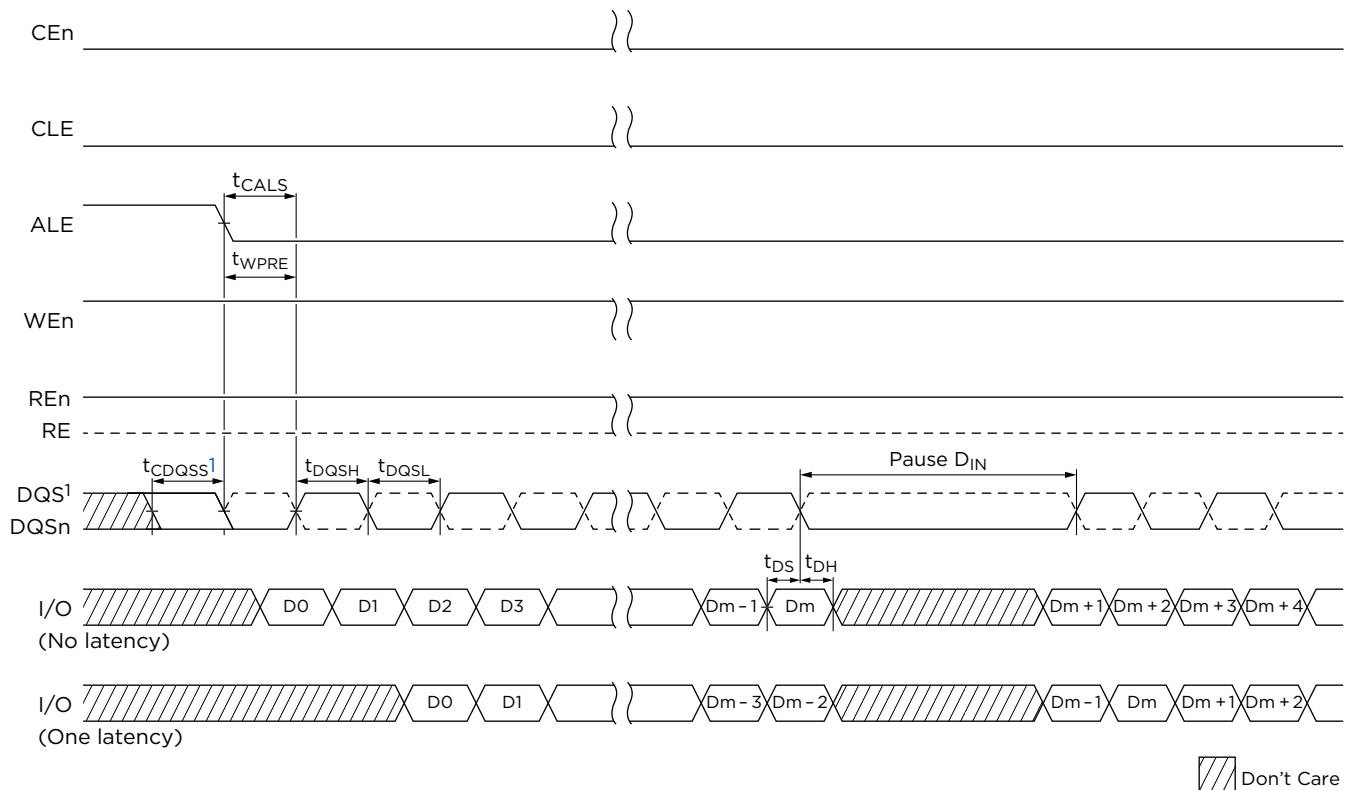 CEn
CLE
tCALS
ALE
tWPRE
WEn
REn
RE
tCDQSS1 tDQSH tDQSL Pause DIN
DQS1
DQSn
tDS tDH
I/O D0 D1 D2 D3 Dm-1 Dm Dm+1 Dm+2 Dm+3 Dm+4
(No latency)
I/O D0 D1 Dm-3 Dm-2 Dm-1 Dm Dm+1 Dm+2
(One latency)
Don't Care